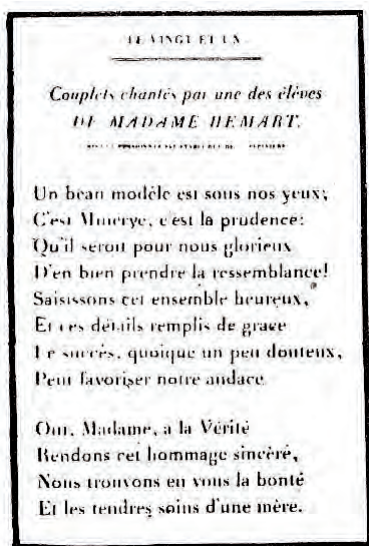 LE VINGT ET UN
Couplets chantés par une des élèves
DE MADAME HEMART.
Un beau modèle est sous nos yeux,
C'est Minerve, c'est la prudence:
Qu'il seroit pour nous glorieux
D'en bien prendre la ressemblance!
Saisissons cet ensemble heureux,
Et ces détails remplis de grace
Le succès, quoique un peu douteux,
Peut favoriser notre audace
Oui, Madame, a la Vérité
Rendons cet hommage sincéré,
Nous trouvons en vous la bonté
Et les tendres soins d'une mère.